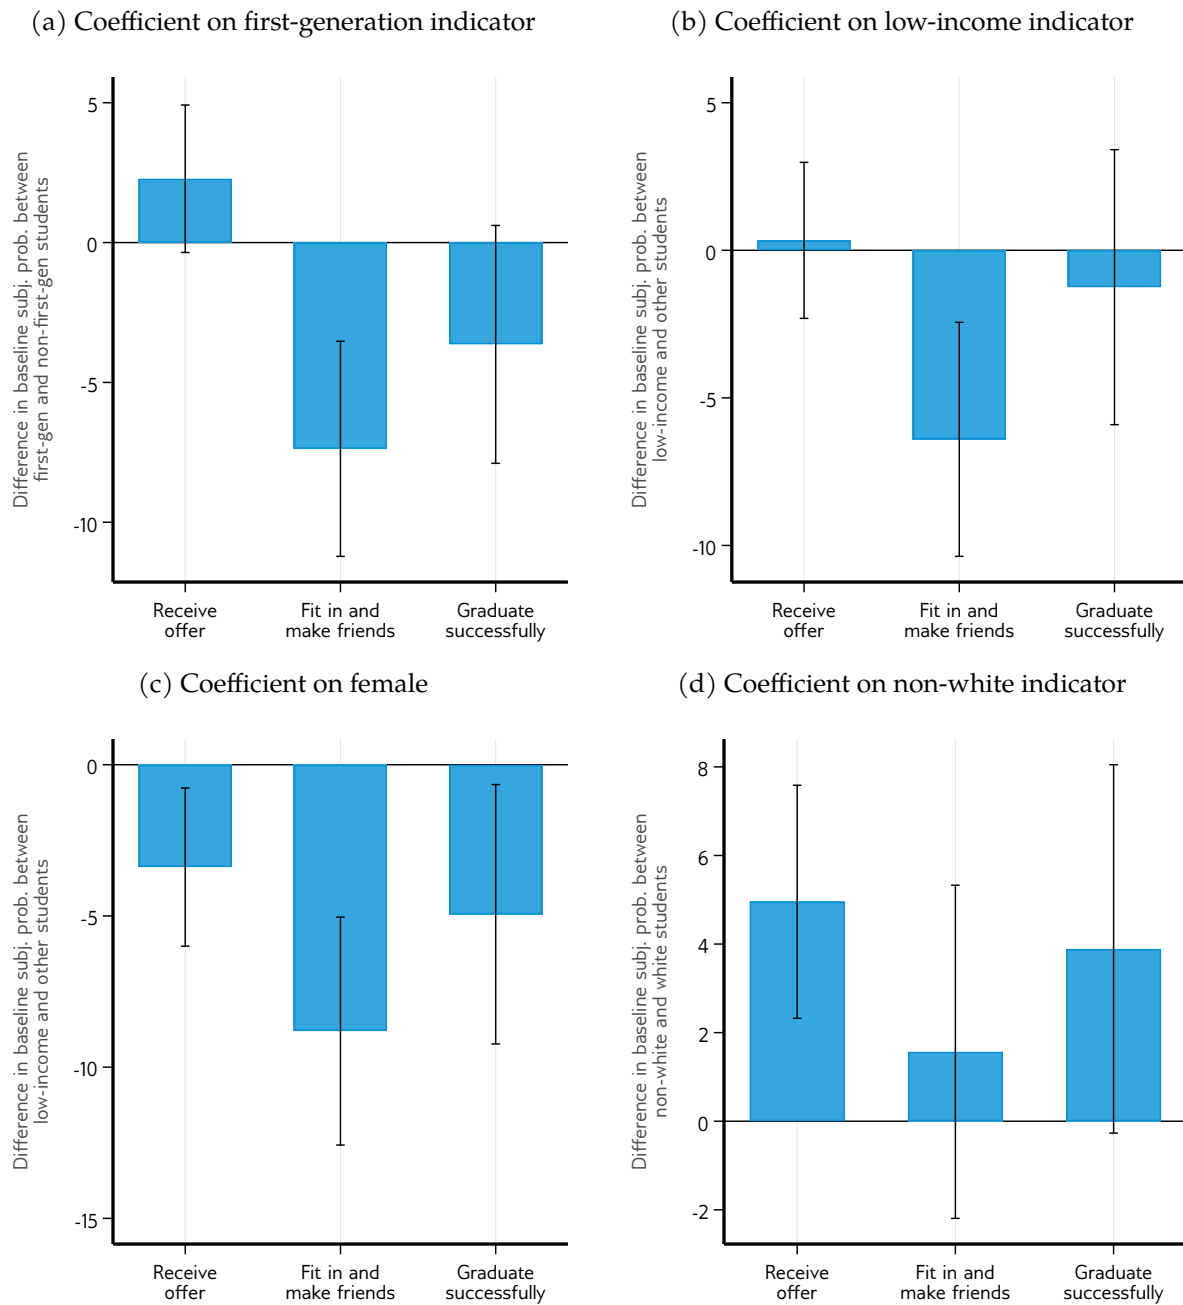 (a) Coefficient on first-generation indicator
Difference in baseline subj. prob. between
first-gen and non-first-gen students
5
0
-5
-10
Receive
offer
Fit in and
make friends
Graduate
successfully
(b) Coefficient on low-income indicator
Difference in baseline subj. prob. between
low-income and other students
5
0
-5
-10
Receive
offer
Fit in and
make friends
Graduate
successfully
(c) Coefficient on female
Difference in baseline subj. prob. between
low-income and other students
0
-5
-10
-15
Receive
offer
Fit in and
make friends
Graduate
successfully
(d) Coefficient on non-white indicator
Difference in baseline subj. prob. between
non-white and white students
8
6
4
2
0
-2
Receive
offer
Fit in and
make friends
Graduate
successfully